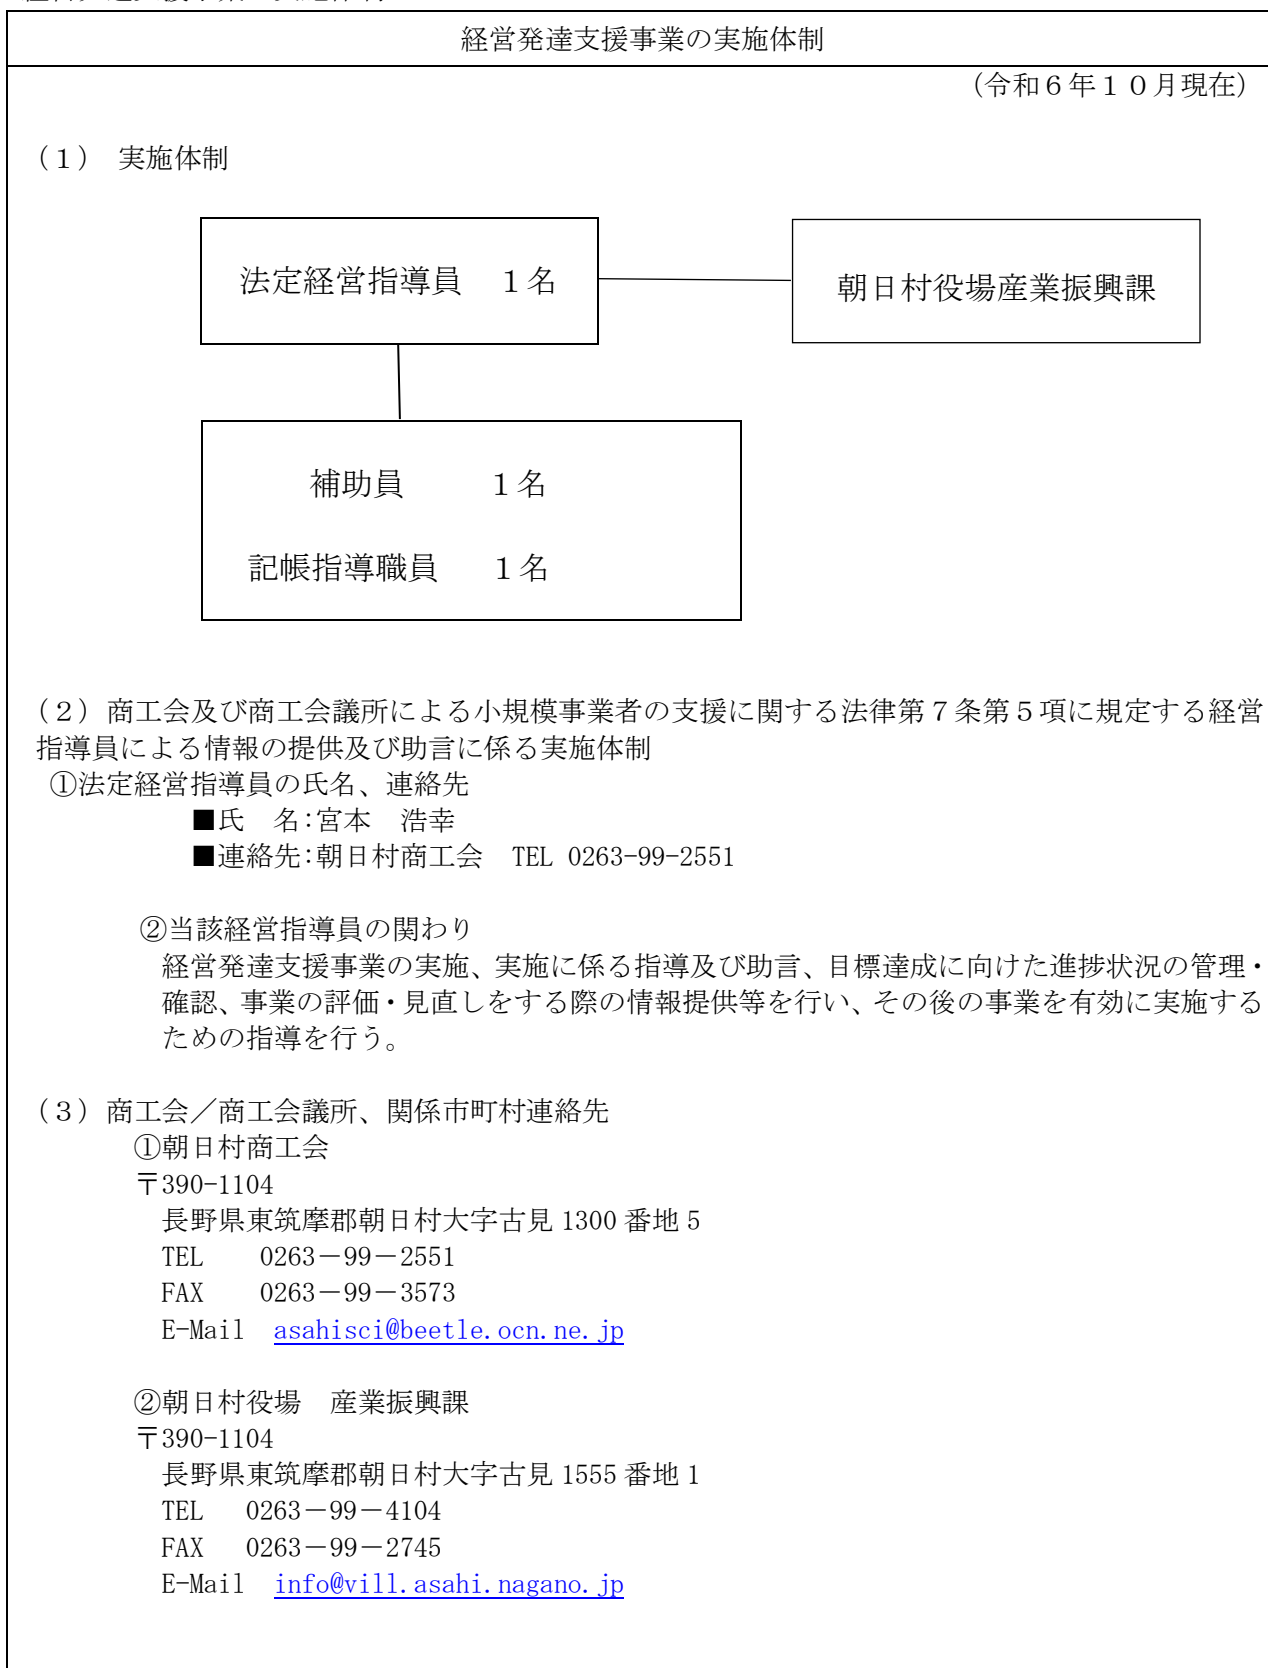 経営発達支援事業の実施体制
（令和６年１０月現在）
（１）　実施体制
法定経営指導員　１名
朝日村役場産業振興課
補助員　　１名
記帳指導職員　１名
（２）商工会及び商工会議所による小規模事業者の支援に関する法律第７条第５項に規定する経営
指導員による情報の提供及び助言に係る実施体制
①法定経営指導員の氏名、連絡先
■氏　名：宮本　浩幸
■連絡先：朝日村商工会　TEL 0263-99-2551
②当該経営指導員の関わり
経営発達支援事業の実施、実施に係る指導及び助言、目標達成に向けた進捗状況の管理・
確認、事業の評価・見直しをする際の情報提供等を行い、その後の事業を有効に実施する
ための指導を行う。
（３）商工会／商工会議所、関係市町村連絡先
①朝日村商工会
〒390-1104
長野県東筑摩郡朝日村大字古見 1300 番地 5
TEL　　0263－99－2551
FAX　　0263－99－3573
E-Mail　asahisci@beetle.ocn.ne.jp
②朝日村役場　産業振興課
〒390-1104
長野県東筑摩郡朝日村大字古見 1555 番地 1
TEL　0263－99－4104
FAX　0263－99－2745
E-Mail　info@vill.asahi.nagano.jp